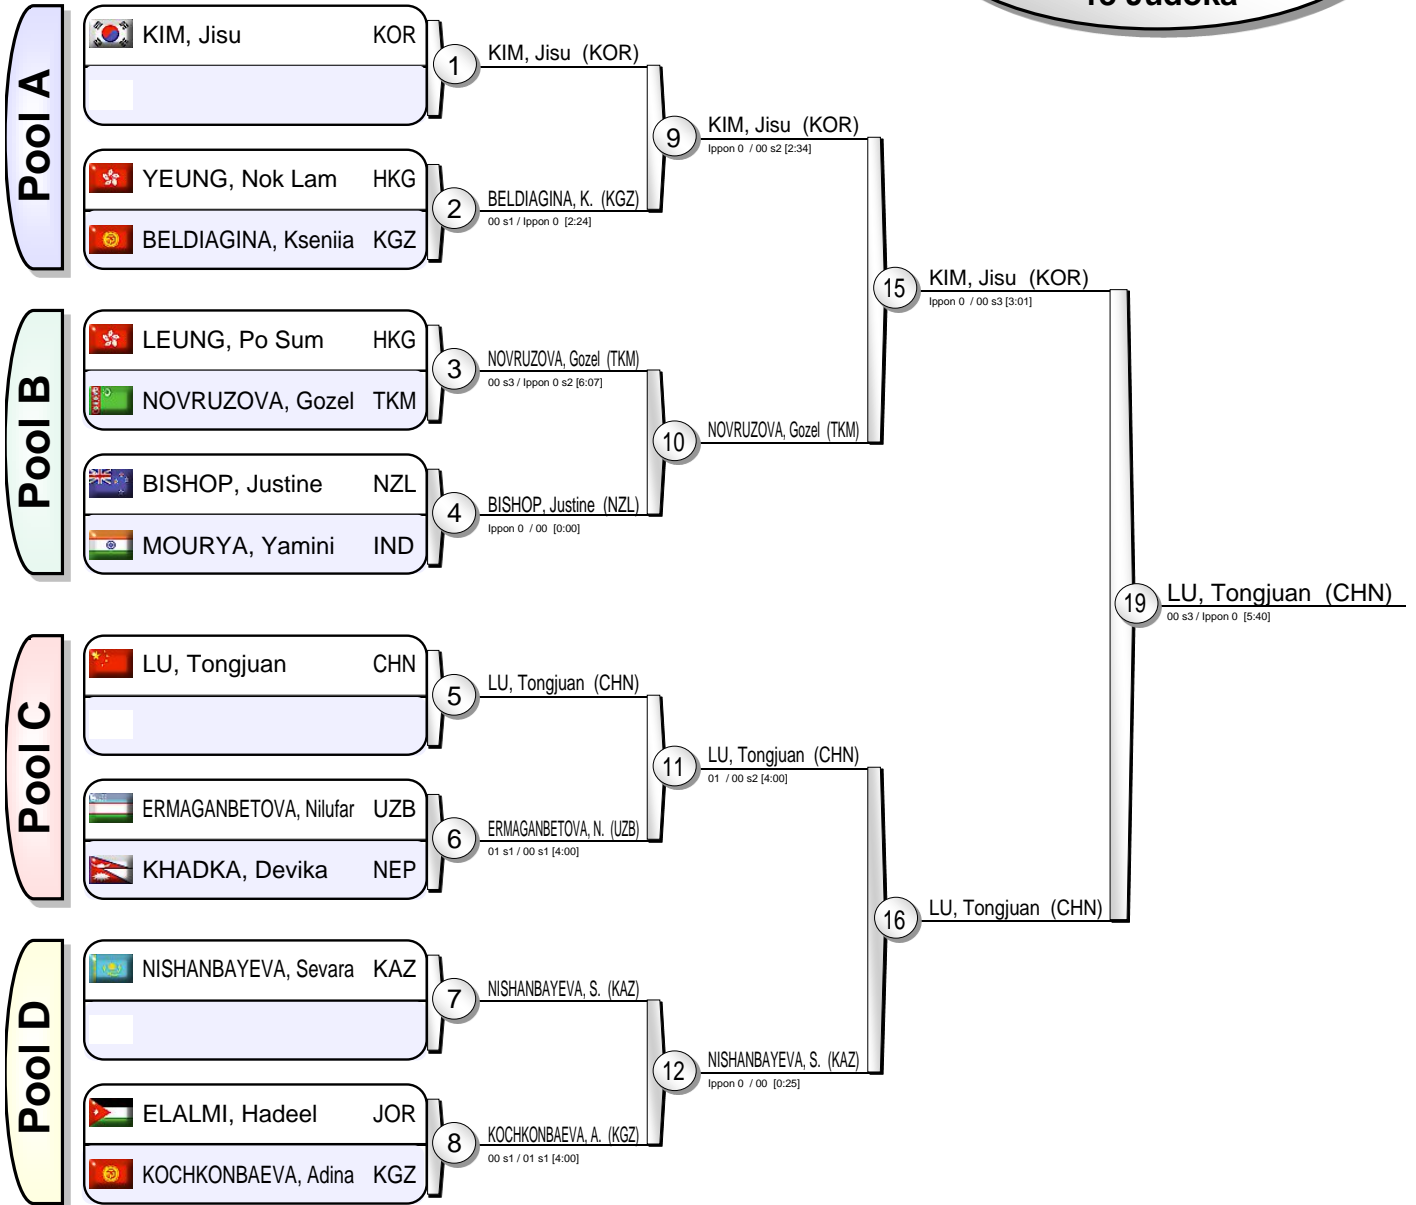 Pool A
KIM, Jisu KOR
YEUNG, Nok Lam HKG
BELDIAGINA, Kseniia KGZ
Pool B
LEUNG, Po Sum HKG
NOVRUZOVA, Gozel TKM
BISHOP, Justine NZL
MOURYA, Yamini IND
Pool C
LU, Tongjuan CHN
ERMAGANBETOVA, Nilufar UZB
KHADKA, Devika NEP
Pool D
NISHANBAYEVA, Sevara KAZ
ELALMI, Hadeel JOR
KOCHKONBAEVA, Adina KGZ
1
KIM, Jisu (KOR)
2
BELDIAGINA, K. (KGZ)
00 s1 / Ippon 0 [2:24]
3
NOVRUZOVA, Gozel (TKM)
00 s3 / Ippon 0 s2 [6:07]
4
BISHOP, Justine (NZL)
Ippon 0 / 00 [0:00]
5
LU, Tongjuan (CHN)
6
ERMAGANBETOVA, N. (UZB)
01 s1 / 00 s1 [4:00]
7
NISHANBAYEVA, S. (KAZ)
8
KOCHKONBAEVA, A. (KGZ)
00 s1 / 01 s1 [4:00]
9
KIM, Jisu (KOR)
Ippon 0 / 00 s2 [2:34]
10
NOVRUZOVA, Gozel (TKM)
11
LU, Tongjuan (CHN)
01 / 00 s2 [4:00]
12
NISHANBAYEVA, S. (KAZ)
Ippon 0 / 00 [0:25]
15
KIM, Jisu (KOR)
Ippon 0 / 00 s3 [3:01]
16
LU, Tongjuan (CHN)
19
LU, Tongjuan (CHN)
00 s3 / Ippon 0 [5:40]